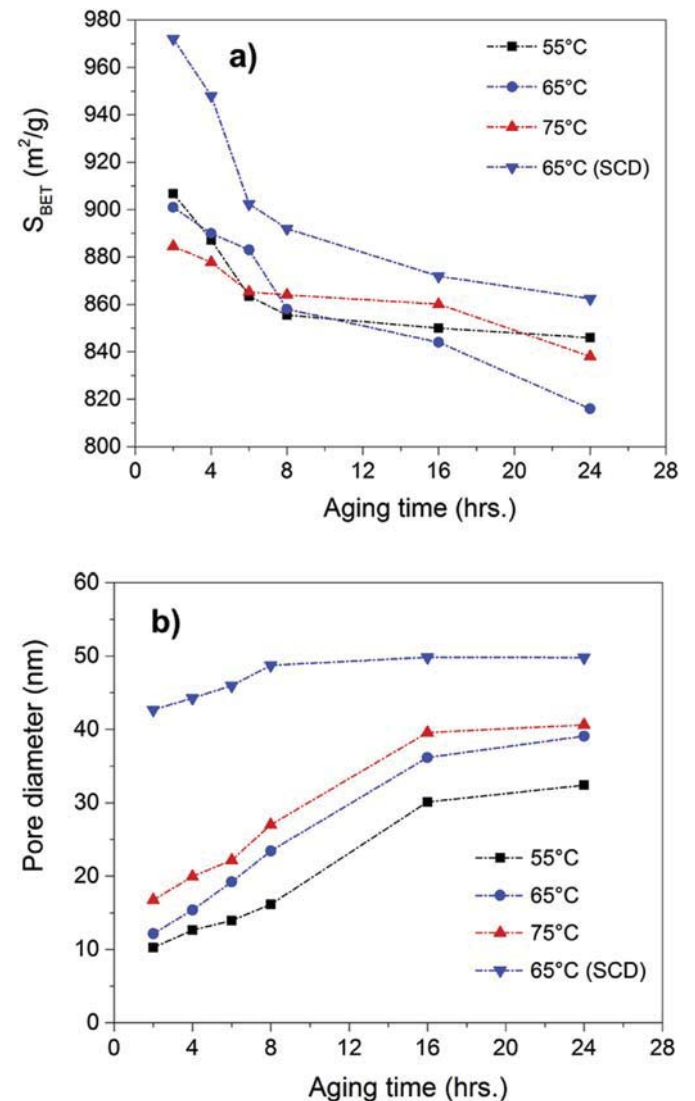 980
960
940
920
900
880
860
840
820
800
S_BET (m²/g)
a)
55°C
65°C
75°C
65°C (SCD)
0 4 8 12 16 20 24 28
Aging time (hrs.)
60
50
40
30
20
10
0
Pore diameter (nm)
b)
55°C
65°C
75°C
65°C (SCD)
0 4 8 12 16 20 24 28
Aging time (hrs.)